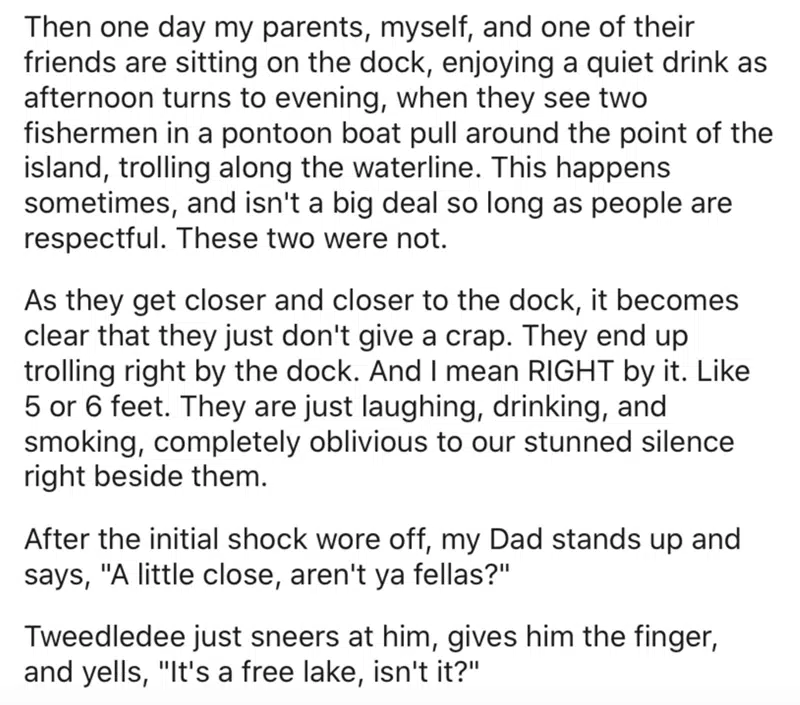 Then one day my parents, myself, and one of their
friends are sitting on the dock, enjoying a quiet drink as
afternoon turns to evening, when they see two
fishermen in a pontoon boat pull around the point of the
island, trolling along the waterline. This happens
sometimes, and isn't a big deal so long as people are
respectful. These two were not.
As they get closer and closer to the dock, it becomes
clear that they just don't give a crap. They end up
trolling right by the dock. And I mean RIGHT by it. Like
5 or 6 feet. They are just laughing, drinking, and
smoking, completely oblivious to our stunned silence
right beside them.
After the initial shock wore off, my Dad stands up and
says, "A little close, aren't ya fellas?"
Tweedledee just sneers at him, gives him the finger,
and yells, "It's a free lake, isn't it?"